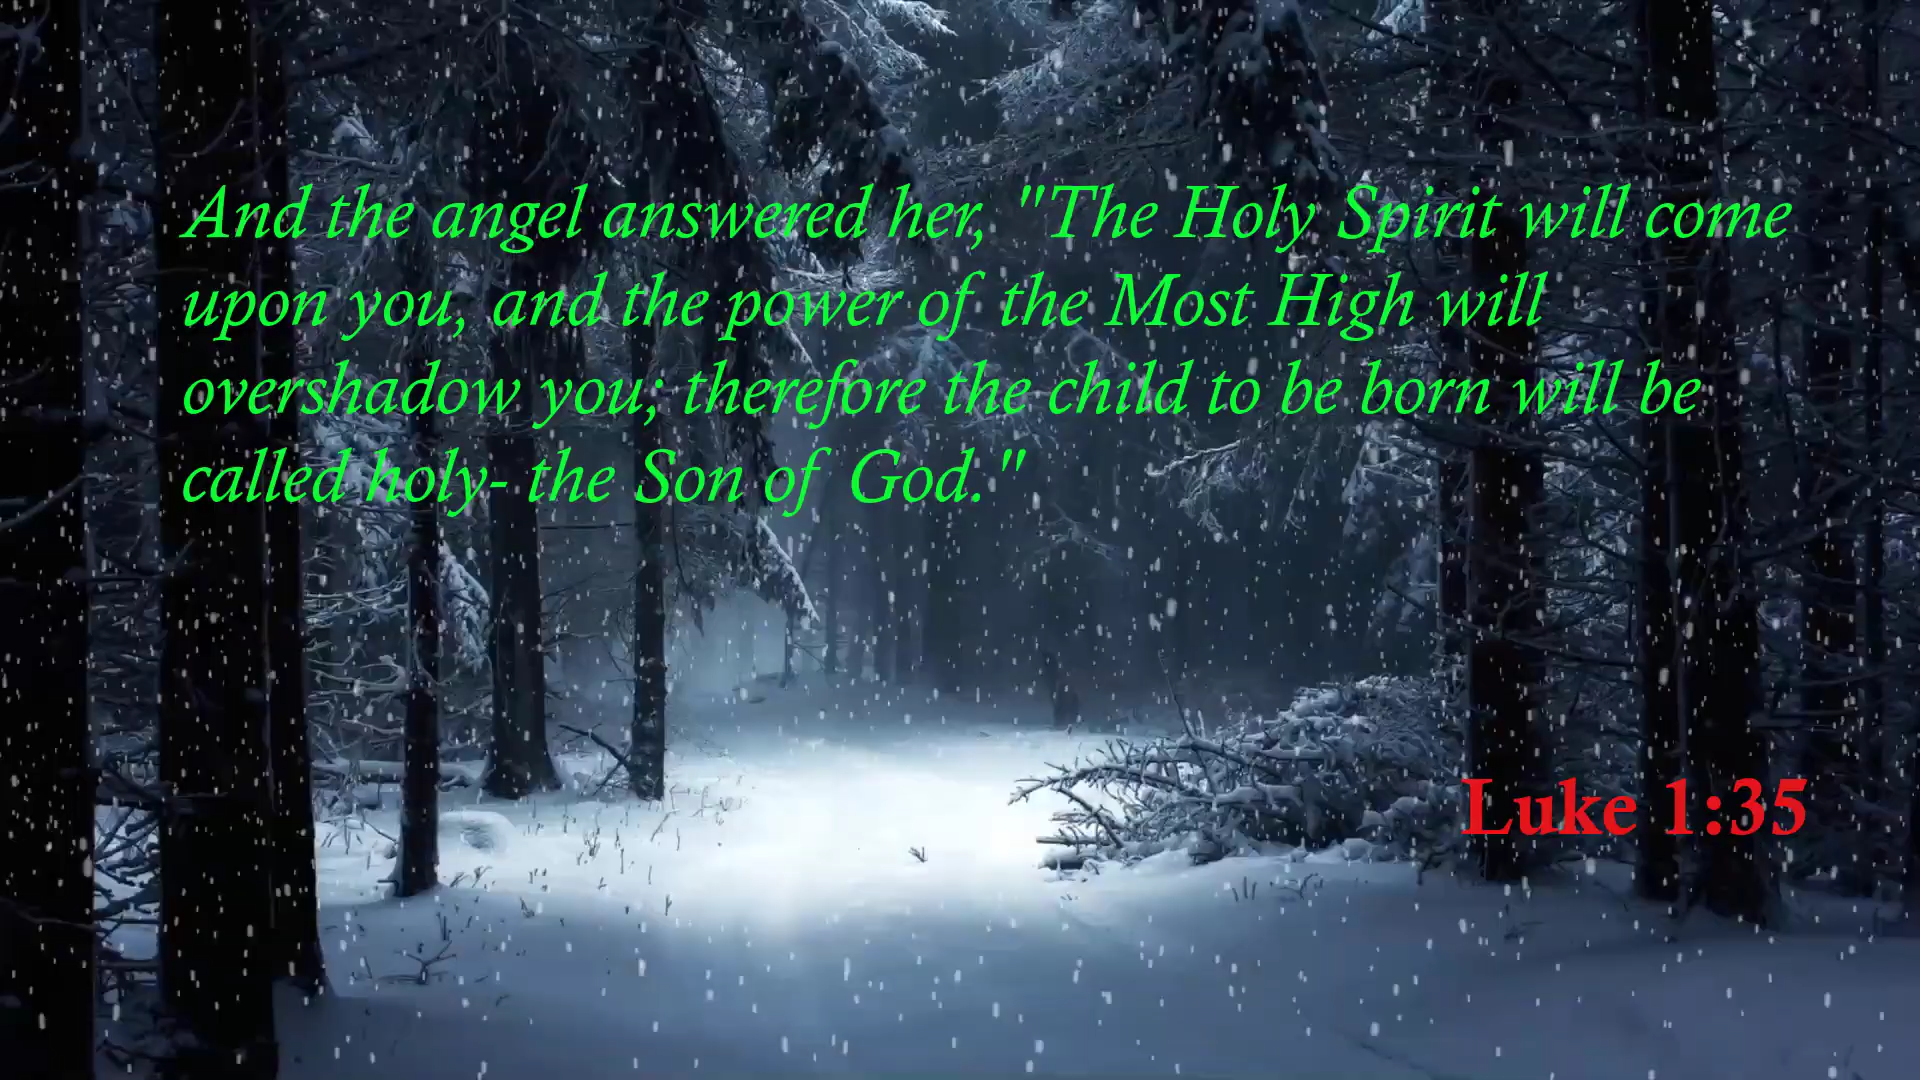 And the angel answered her, "The Holy Spirit will come
upon you, and the power of the Most High will
overshadow you; therefore the child to be born will be
called holy- the Son of God."
Luke 1:35